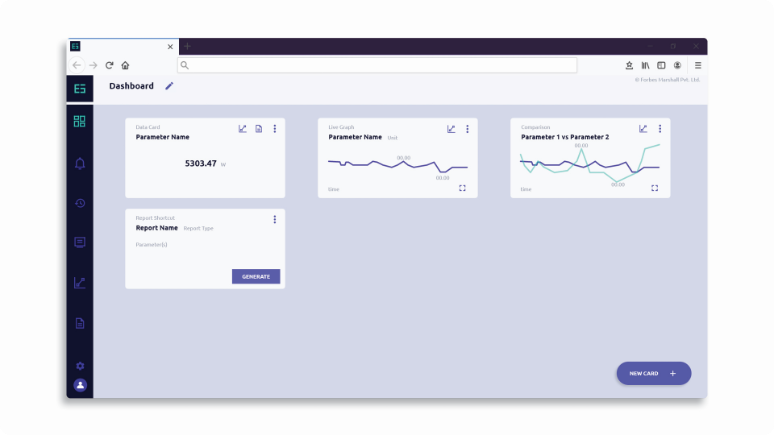 © Forbes Marshall Pvt. Ltd.
Dashboard
Data Card
Parameter Name
5303.47 W
Live Graph
Parameter Name Unit
00.00
00.00
time
Comparison
Parameter 1 vs Parameter 2
00.00
00.00
time
Report Shortcut
Report Name Report Type
Parameter(s)
GENERATE
NEW CARD +